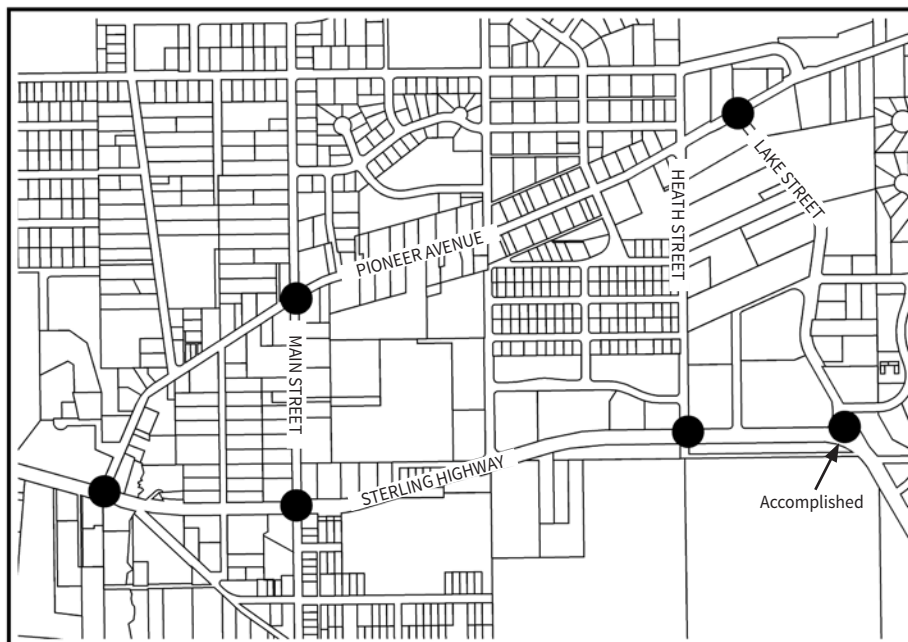 LAKE STREET
HEATH STREET
PIONEER AVENUE
MAIN STREET
STERLING HIGHWAY
Accomplished